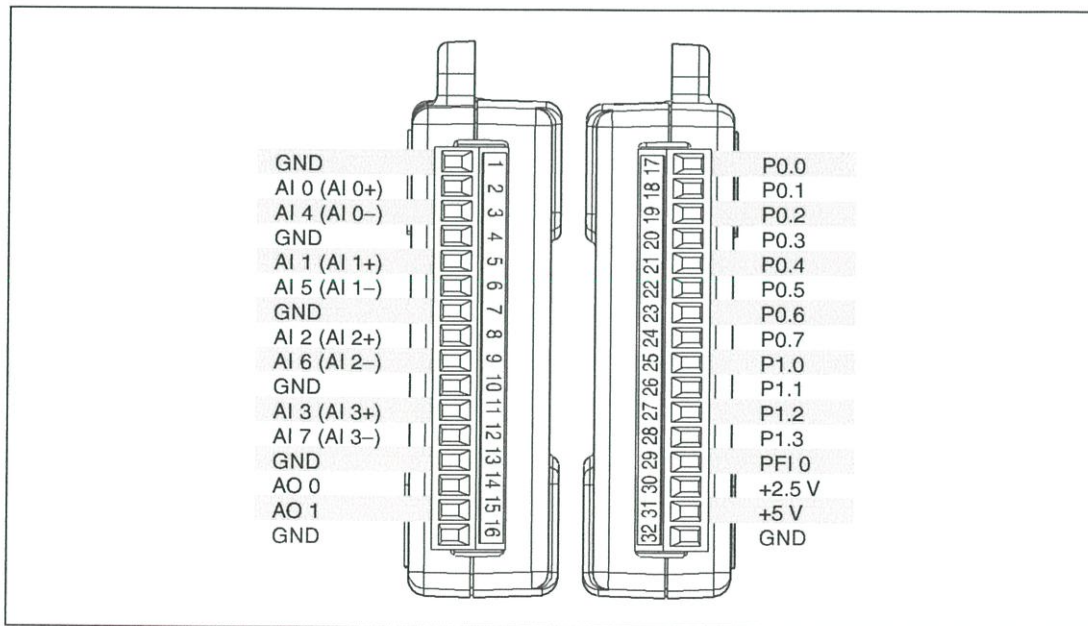 GND 1
AI 0 (AI 0+) 2
AI 4 (AI 0–) 3
GND 4
AI 1 (AI 1+) 5
AI 5 (AI 1–) 6
GND 7
AI 2 (AI 2+) 8
AI 6 (AI 2–) 9
GND 10
AI 3 (AI 3+) 11
AI 7 (AI 3–) 12
GND 13
AO 0 14
AO 1 15
GND 16
17 P0.0
18 P0.1
19 P0.2
20 P0.3
21 P0.4
22 P0.5
23 P0.6
24 P0.7
25 P1.0
26 P1.1
27 P1.2
28 P1.3
29 PFI 0
30 +2.5 V
31 +5 V
32 GND